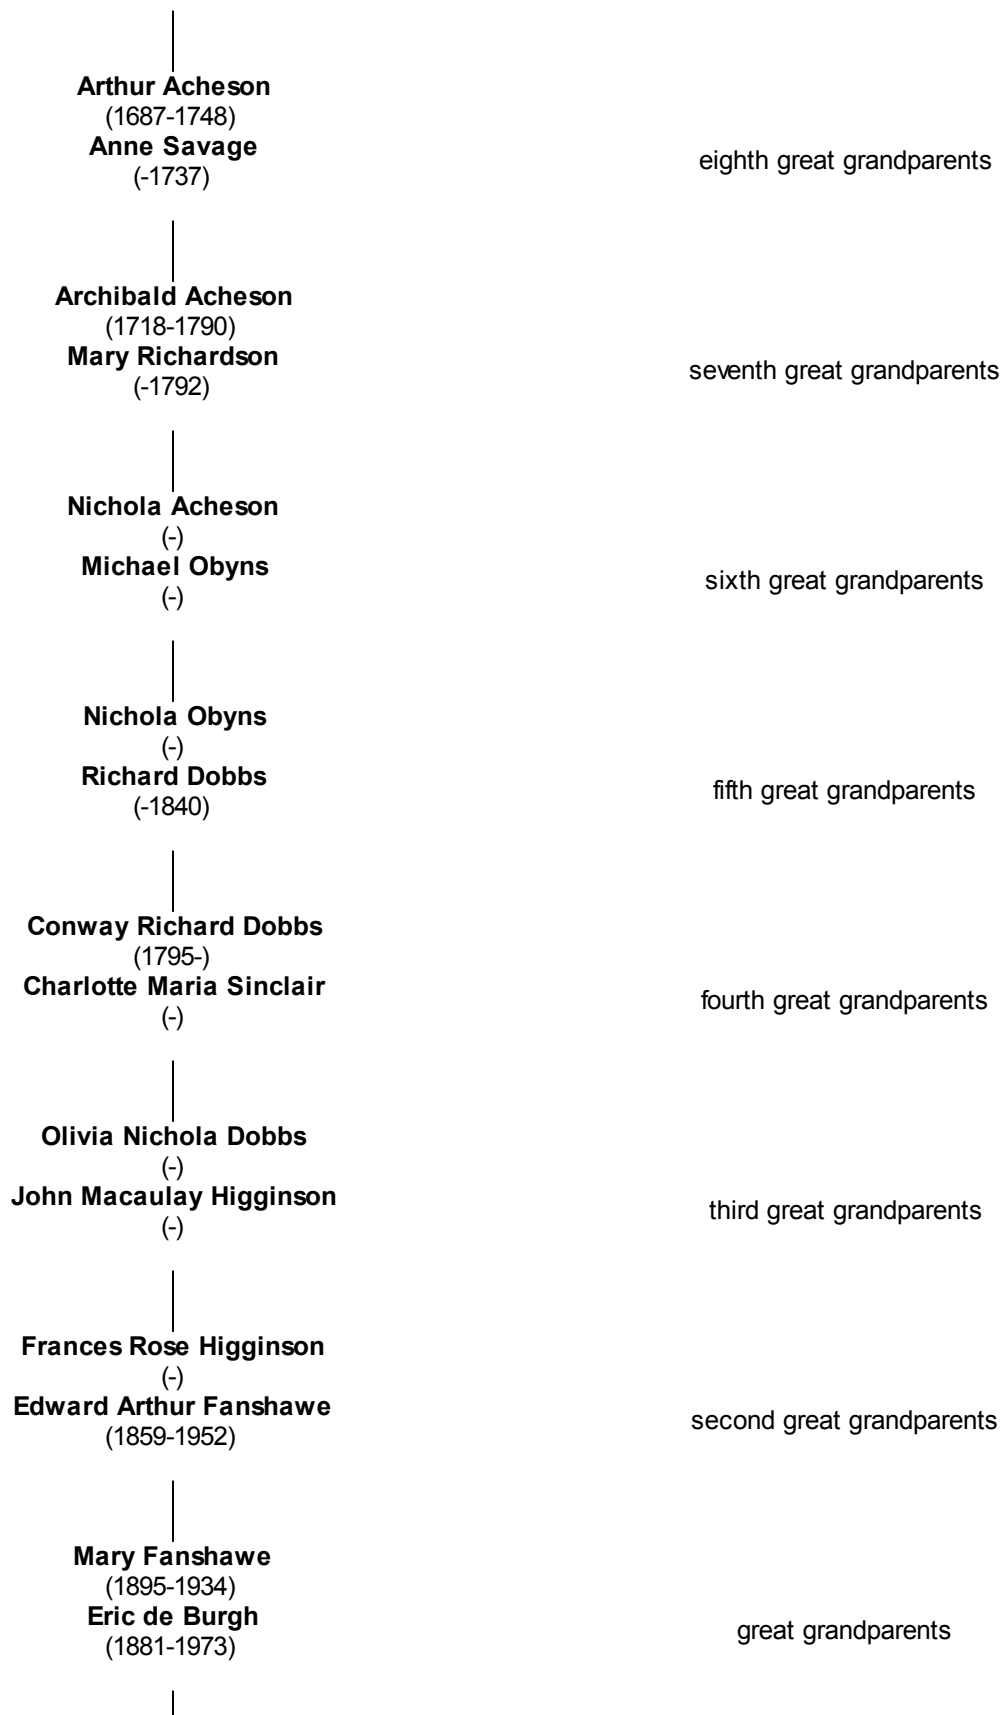 Arthur Acheson
(1687-1748)
Anne Savage
(-1737)
eighth great grandparents
Archibald Acheson
(1718-1790)
Mary Richardson
(-1792)
seventh great grandparents
Nichola Acheson
(-)
Michael Obyns
(-)
sixth great grandparents
Nichola Obyns
(-)
Richard Dobbs
(-1840)
fifth great grandparents
Conway Richard Dobbs
(1795-)
Charlotte Maria Sinclair
(-)
fourth great grandparents
Olivia Nichola Dobbs
(-)
John Macaulay Higginson
(-)
third great grandparents
Frances Rose Higginson
(-)
Edward Arthur Fanshawe
(1859-1952)
second great grandparents
Mary Fanshawe
(1895-1934)
Eric de Burgh
(1881-1973)
great grandparents